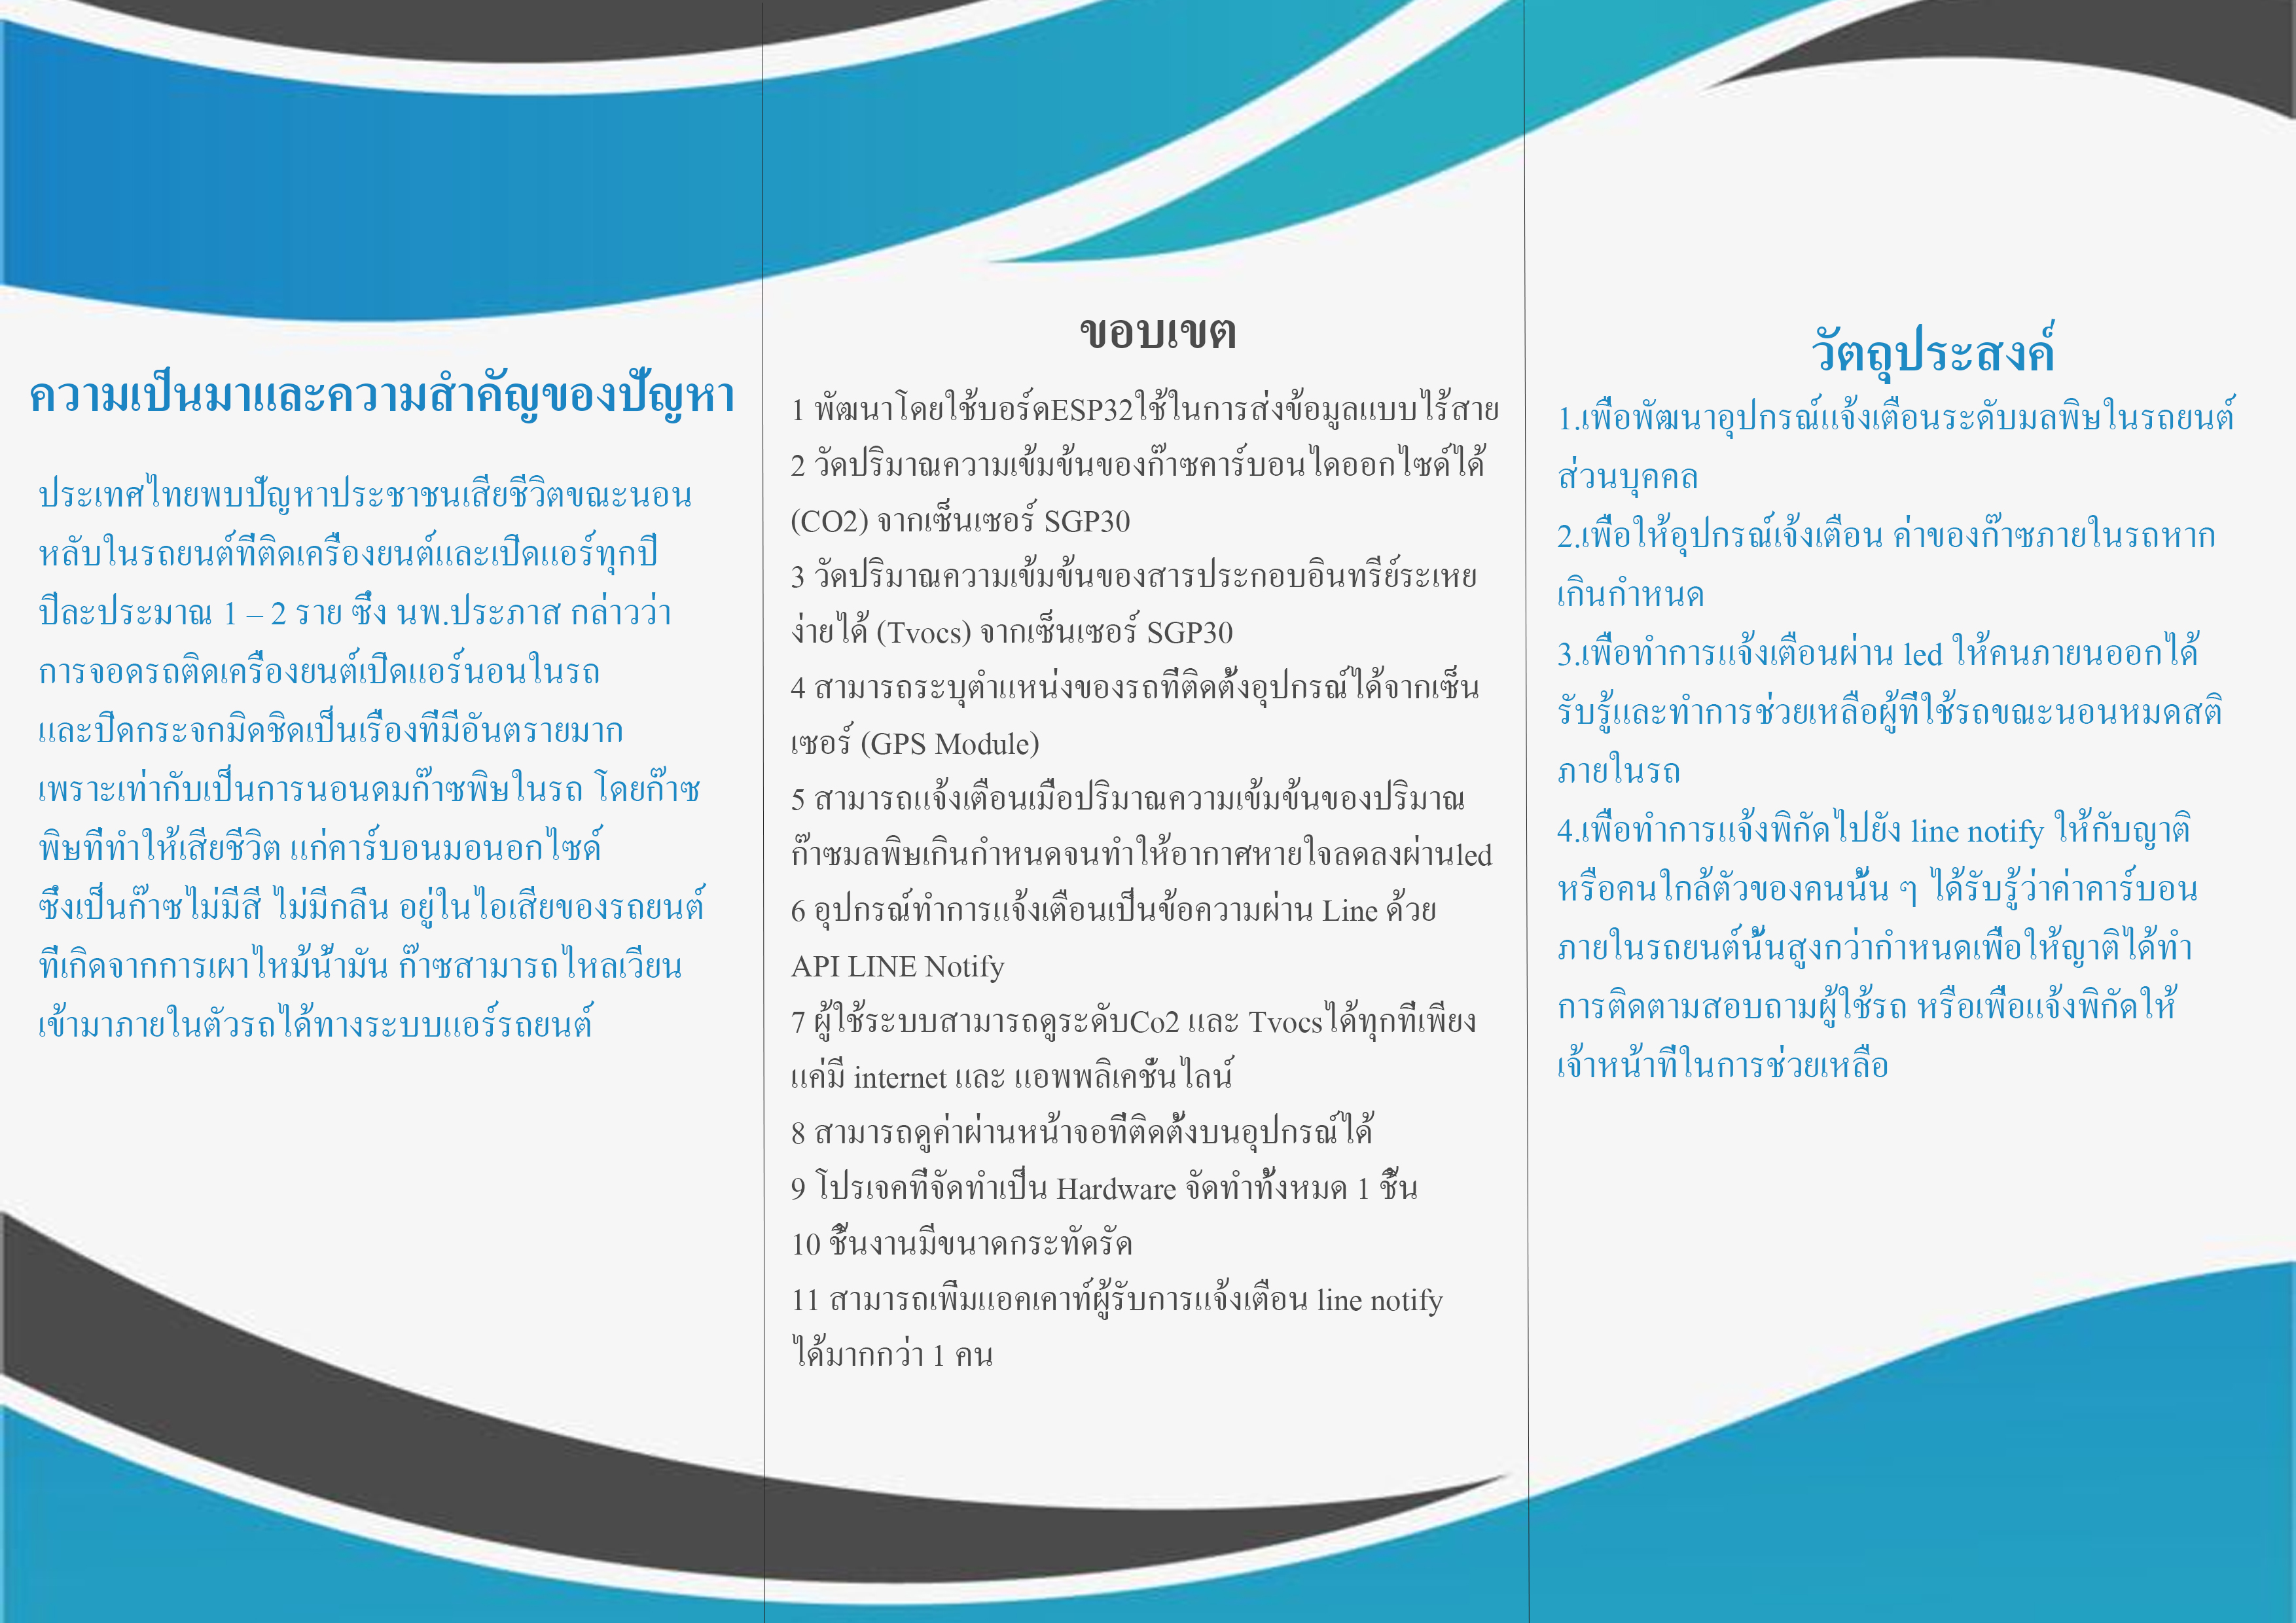 ความเป็นมาและความสำคัญของปัญหา
ประเทศไทยพบปัญหาประชาชนเสียชีวิตขณะนอน
หลับในรถยนต์ที่ติดเครื่องยนต์และเปิดแอร์ทุกปี
ปีละประมาณ 1 – 2 ราย ซึ่ง นพ.ประภาส กล่าวว่า
การจอดรถติดเครื่องยนต์เปิดแอร์นอนในรถ
และปิดกระจกมิดชิดเป็นเรื่องที่มีอันตรายมาก
เพราะเท่ากับเป็นการนอนดมก๊าซพิษในรถ โดยก๊าซ
พิษที่ทำให้เสียชีวิต แก่คาร์บอนมอนอกไซด์
ซึ่งเป็นก๊าซไม่มีสี ไม่มีกลิ่น อยู่ในไอเสียของรถยนต์
ที่เกิดจากการเผาไหม้น้ำมัน ก๊าซสามารถไหลเวียน
เข้ามาภายในตัวรถได้ทางระบบแอร์รถยนต์
ขอบเขต
1 พัฒนาโดยใช้บอร์ดESP32ใช้ในการส่งข้อมูลแบบไร้สาย
2 วัดปริมาณความเข้มข้นของก๊าซคาร์บอนไดออกไซด์ได้
(CO2) จากเซ็นเซอร์ SGP30
3 วัดปริมาณความเข้มข้นของสารประกอบอินทรีย์ระเหย
ง่ายได้ (Tvocs) จากเซ็นเซอร์ SGP30
4 สามารถระบุตำแหน่งของรถที่ติดตั้งอุปกรณ์ได้จากเซ็น
เซอร์ (GPS Module)
5 สามารถแจ้งเตือนเมื่อปริมาณความเข้มข้นของปริมาณ
ก๊าซมลพิษเกินกำหนดจนทำให้อากาศหายใจลดลงผ่านled
6 อุปกรณ์ทำการแจ้งเตือนเป็นข้อความผ่าน Line ด้วย
API LINE Notify
7 ผู้ใช้ระบบสามารถดูระดับCo2 และ Tvocsได้ทุกที่เพียง
แค่มี internet และ แอพพลิเคชั่นไลน์
8 สามารถดูค่าผ่านหน้าจอที่ติดตั้งบนอุปกรณ์ได้
9 โปรเจคที่จัดทำเป็น Hardware จัดทำทั้งหมด 1 ชิ้น
10 ชิ้นงานมีขนาดกระทัดรัด
11 สามารถเพิ่มแอคเคาท์ผู้รับการแจ้งเตือน line notify
ได้มากกว่า 1 คน
วัตถุประสงค์
1.เพื่อพัฒนาอุปกรณ์แจ้งเตือนระดับมลพิษในรถยนต์
ส่วนบุคคล
2.เพื่อให้อุปกรณ์เจ้งเตือน ค่าของก๊าซภายในรถหาก
เกินกำหนด
3.เพื่อทำการแจ้งเตือนผ่าน led ให้คนภายนออกได้
รับรู้และทำการช่วยเหลือผู้ที่ใช้รถขณะนอนหมดสติ
ภายในรถ
4.เพื่อทำการแจ้งพิกัดไปยัง line notify ให้กับญาติ
หรือคนใกล้ตัวของคนนั้น ๆ ได้รับรู้ว่าค่าคาร์บอน
ภายในรถยนต์นั้นสูงกว่ากำหนดเพื่อให้ญาติได้ทำ
การติดตามสอบถามผู้ใช้รถ หรือเพื่อแจ้งพิกัดให้
เจ้าหน้าที่ในการช่วยเหลือ